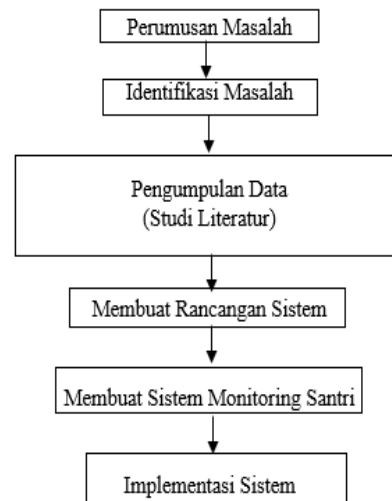 Perumusan Masalah
Identifikasi Masalah
Pengumpulan Data
(Studi Literatur)
Membuat Rancangan Sistem
Membuat Sistem Monitoring Santri
Implementasi Sistem